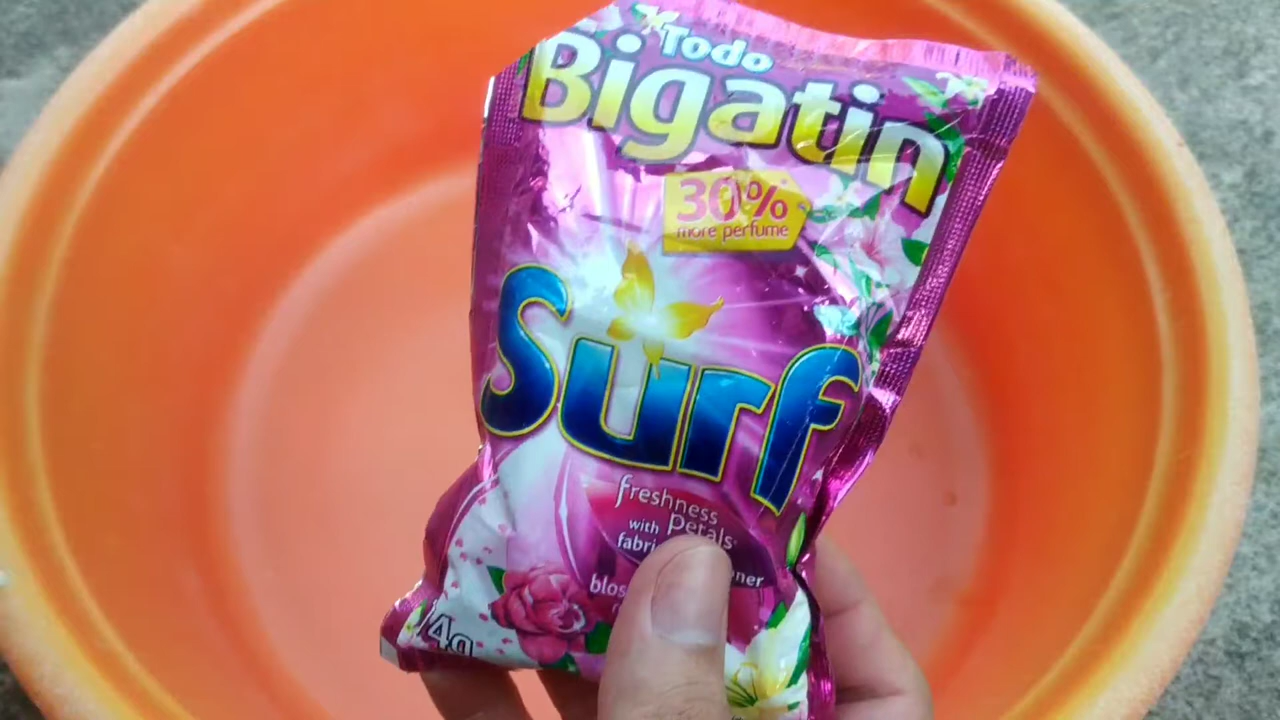 Todo
Bigatin
30%
more perfume
Surf
freshness
with petals